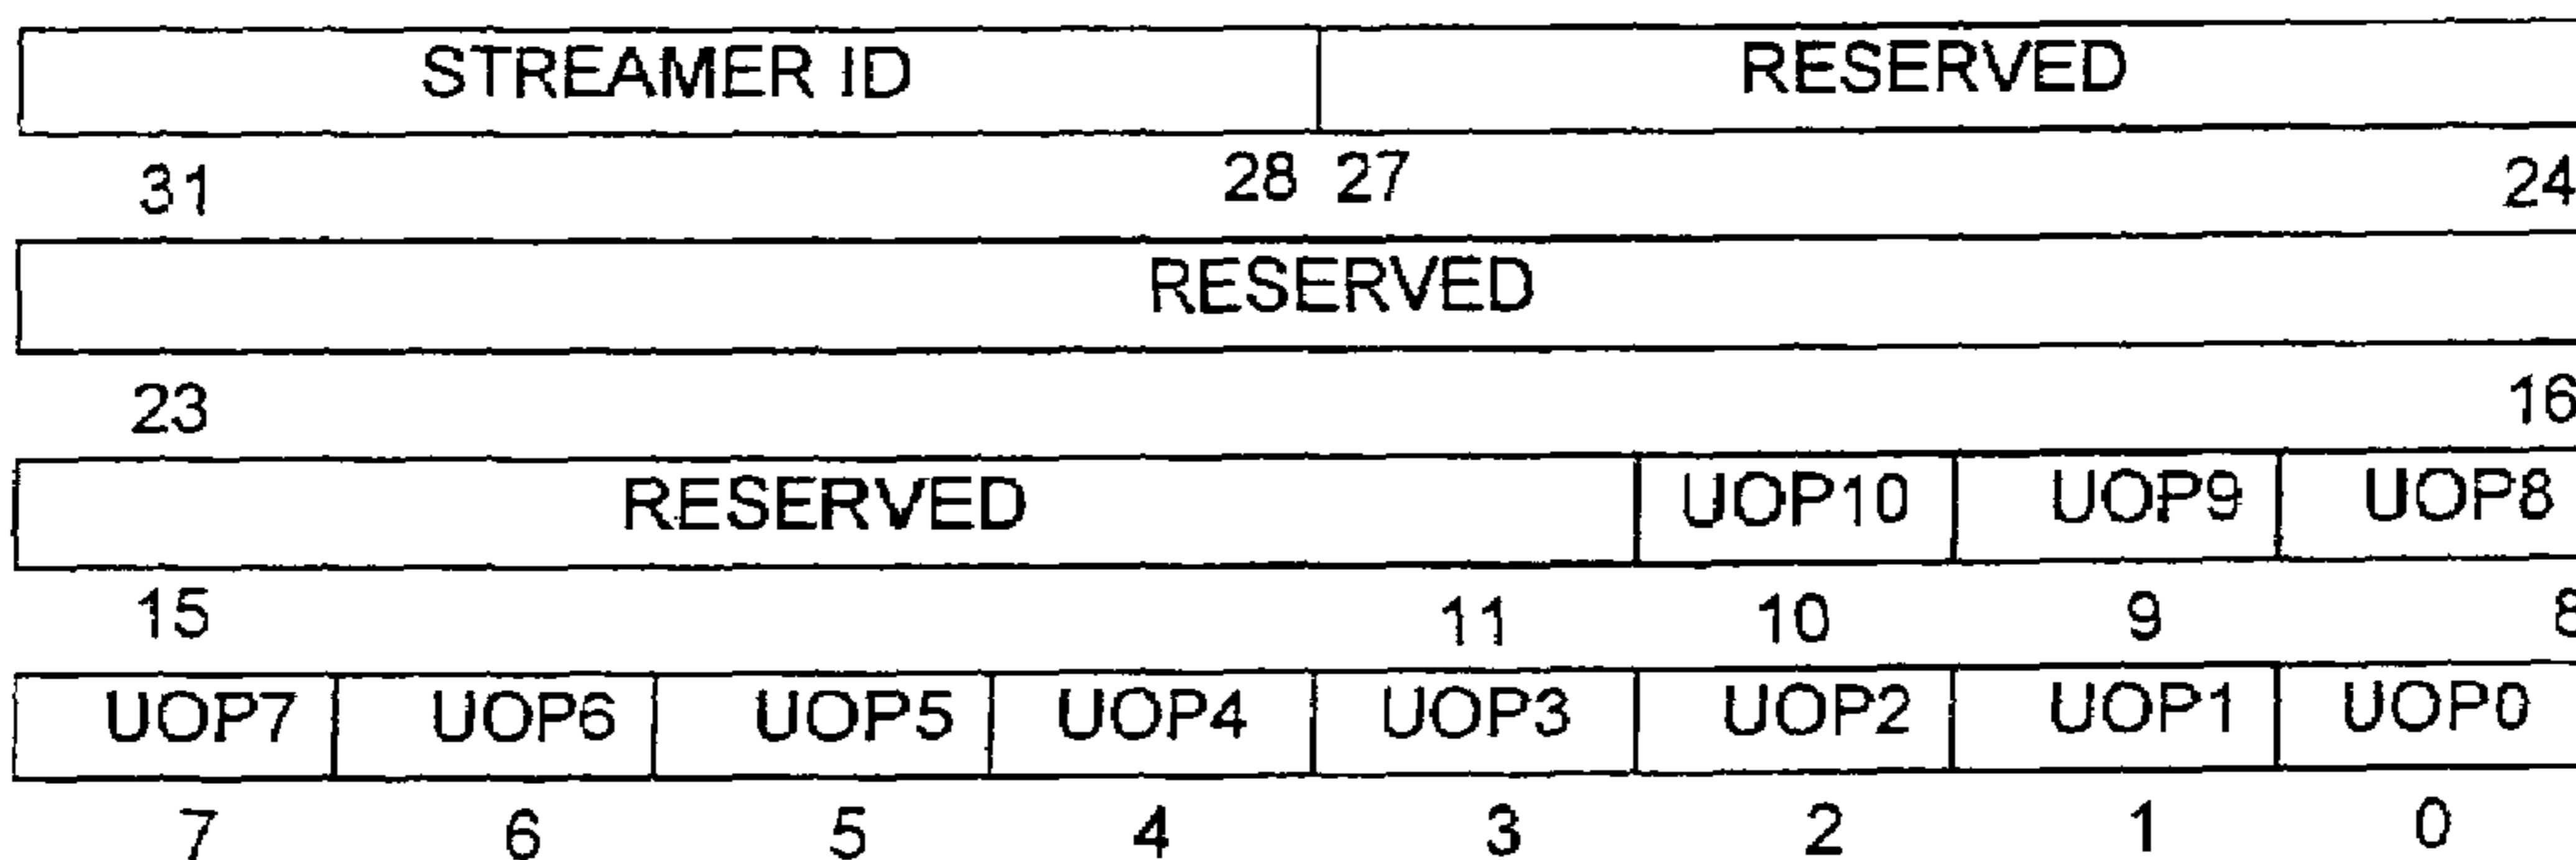 STREAMER ID RESERVED
31 28 27 24
RESERVED
23 16
RESERVED UOP10 UOP9 UOP8
15 11 10 9 8
UOP7 UOP6 UOP5 UOP4 UOP3 UOP2 UOP1 UOP0
7 6 5 4 3 2 1 0